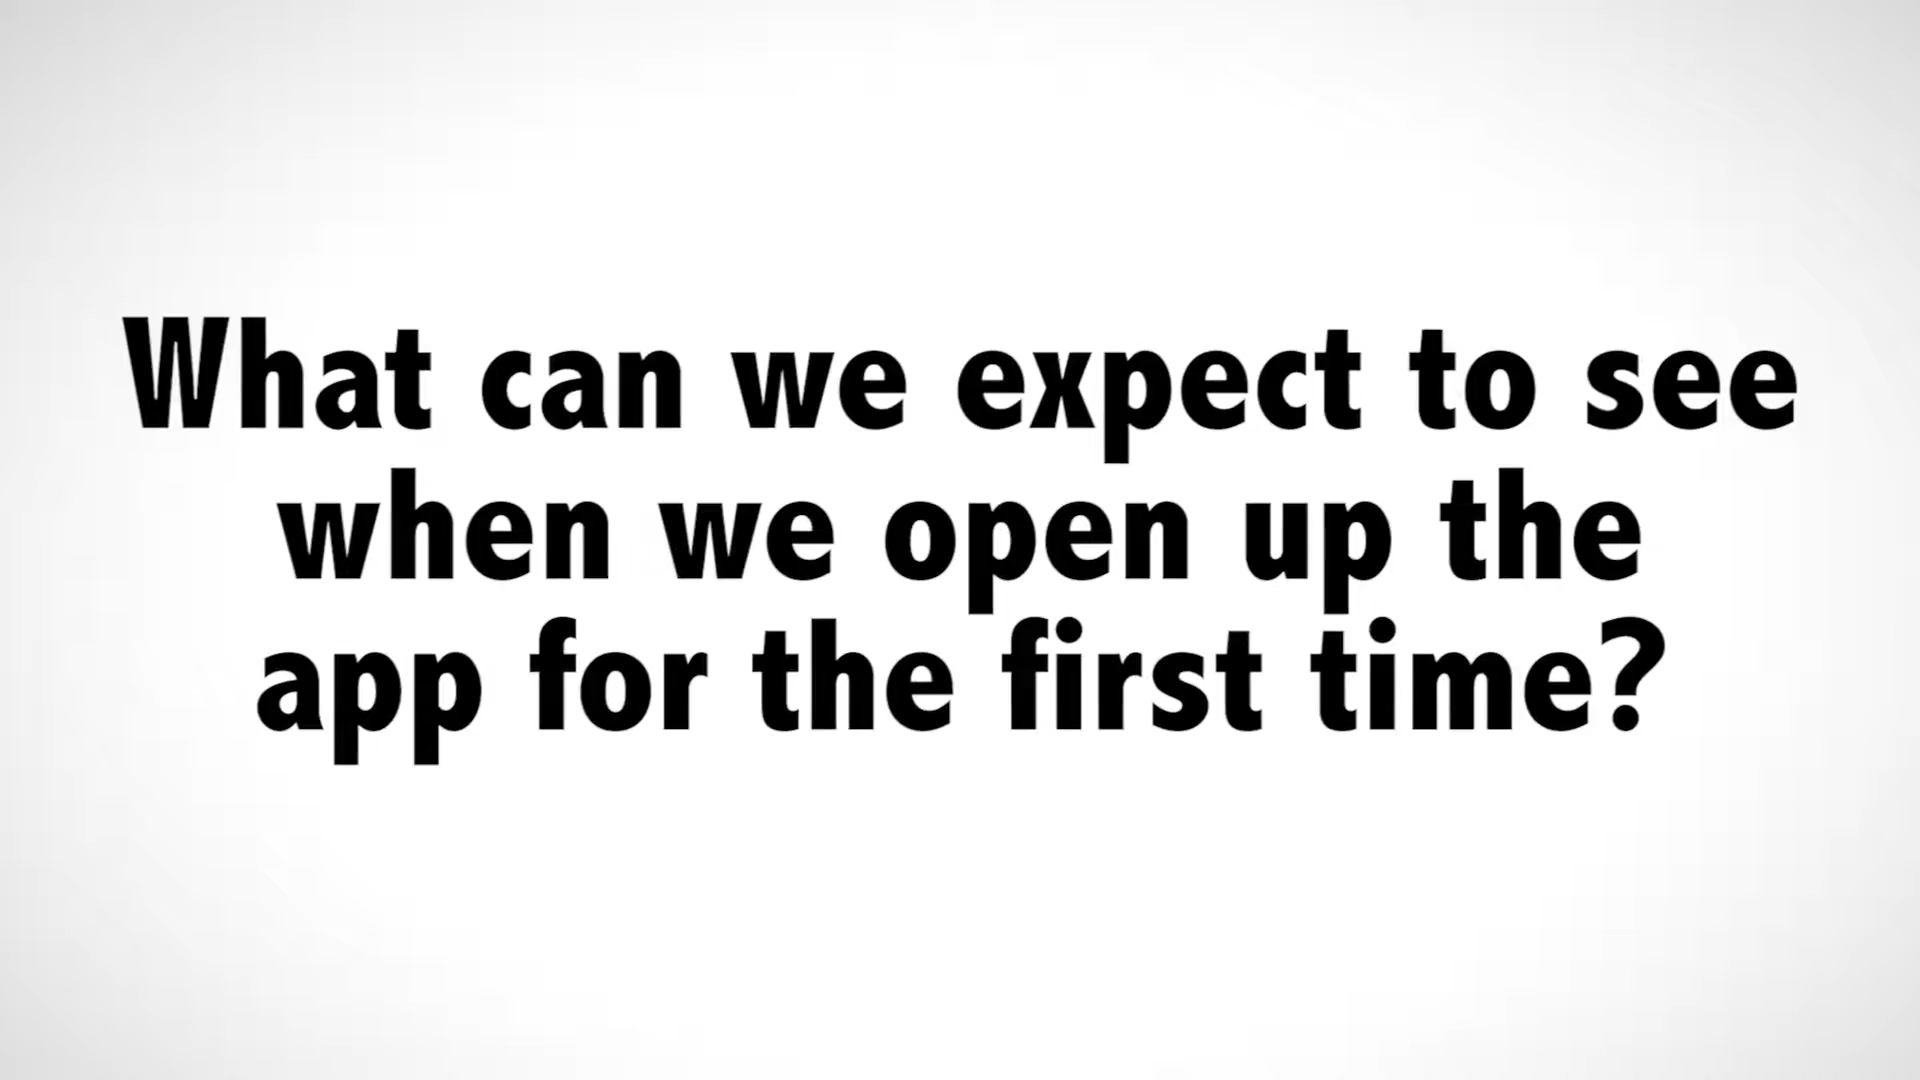 What can we expect to see
when we open up the
app for the first time?